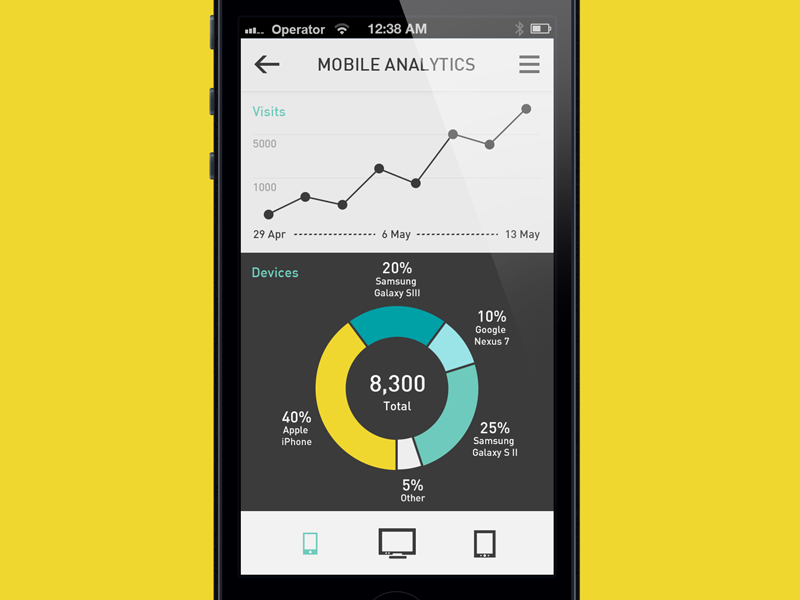 Operator 12:38 AM
MOBILE ANALYTICS
Visits
5000
1000
29 Apr 6 May 13 May
Devices
20%
Samsung
Galaxy SIII
10%
Google
Nexus 7
8,300
Total
40%
Apple
iPhone
25%
Samsung
Galaxy S II
5%
Other